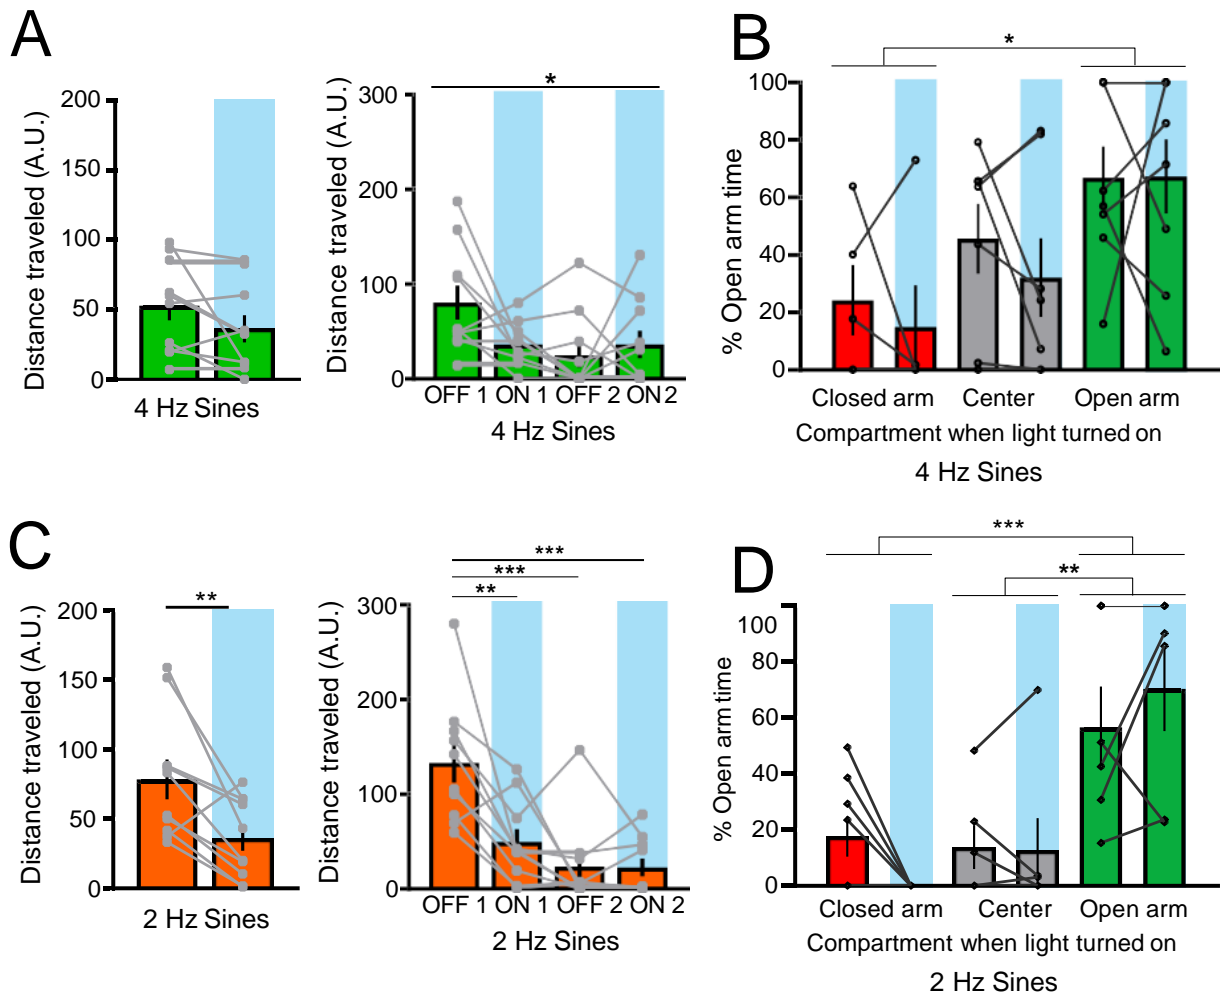 A
Distance traveled (A.U.)
200
150
100
50
0
4 Hz Sines
Distance traveled (A.U.)
300
200
100
0
*
OFF 1 ON 1 OFF 2 ON 2
4 Hz Sines
B
*
% Open arm time
100
80
60
40
20
0
Closed arm Center Open arm
Compartment when light turned on
4 Hz Sines
C
Distance traveled (A.U.)
200
150
100
50
0
**
2 Hz Sines
Distance traveled (A.U.)
300
200
100
0
***
***
**
OFF 1 ON 1 OFF 2 ON 2
2 Hz Sines
D
***
**
% Open arm time
100
80
60
40
20
0
Closed arm Center Open arm
Compartment when light turned on
2 Hz Sines